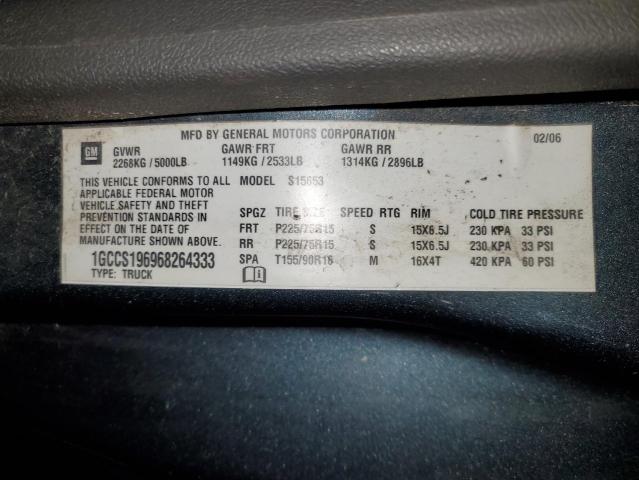 MFD BY GENERAL MOTORS CORPORATION 02/06
GM GVWR GAWR FRT GAWR RR
2268KG / 5000LB 1149KG / 2533LB 1314KG / 2896LB
THIS VEHICLE CONFORMS TO ALL MODEL S15653
APPLICABLE FEDERAL MOTOR
VEHICLE SAFETY AND THEFT
PREVENTION STANDARDS IN SPGZ TIRE SIZE SPEED RTG RIM COLD TIRE PRESSURE
EFFECT ON THE DATE OF FRT P225/75R15 S 15X6.5J 230 KPA 33 PSI
MANUFACTURE SHOWN ABOVE. RR P225/75R15 S 15X6.5J 230 KPA 33 PSI
1GCCS196968264333 SPA T155/90R16 M 16X4T 420 KPA 60 PSI
TYPE: TRUCK